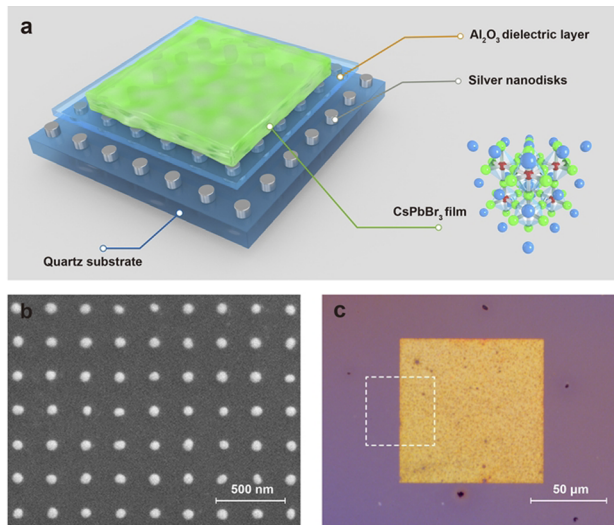 a
Al₂O₃ dielectric layer
Silver nanodisks
CsPbBr₃ film
Quartz substrate
b
500 nm
c
50 µm